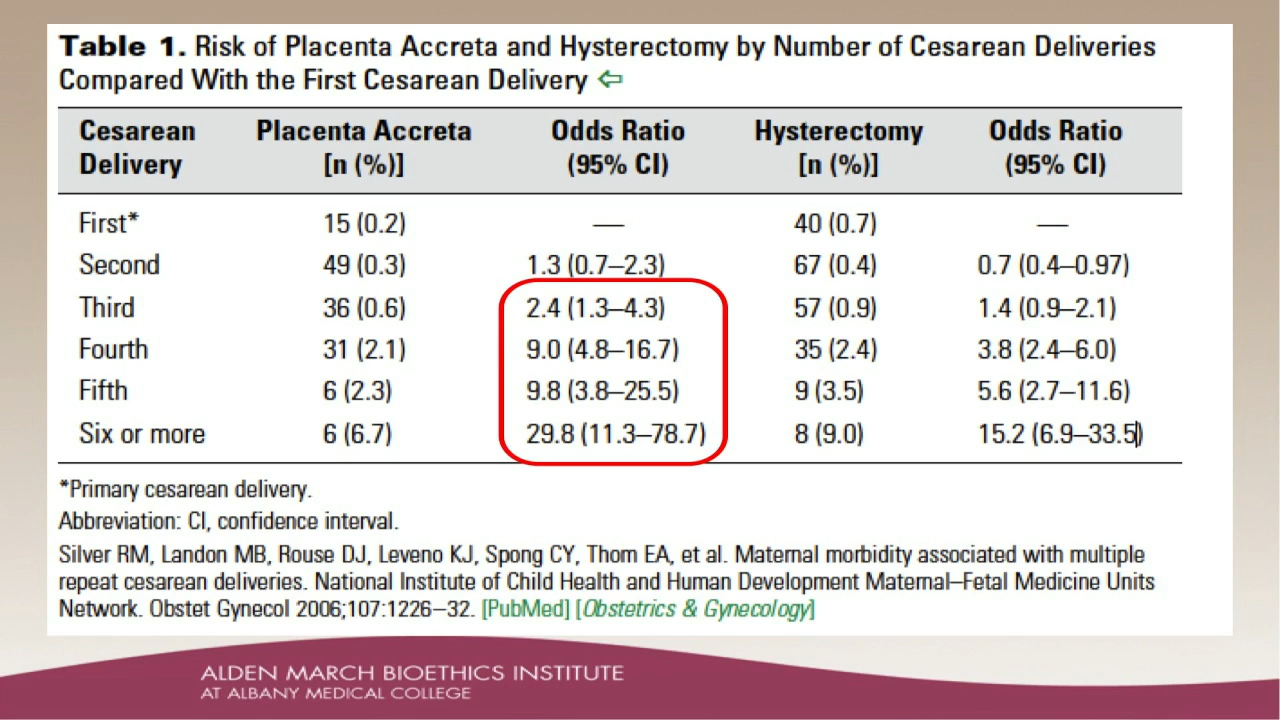 Table 1. Risk of Placenta Accreta and Hysterectomy by Number of Cesarean Deliveries
Compared With the First Cesarean Delivery ⇦
Cesarean Delivery Placenta Accreta [n (%)] Odds Ratio (95% CI) Hysterectomy [n (%)] Odds Ratio (95% CI)
First* 15 (0.2) — 40 (0.7) —
Second 49 (0.3) 1.3 (0.7–2.3) 67 (0.4) 0.7 (0.4–0.97)
Third 36 (0.6) 2.4 (1.3–4.3) 57 (0.9) 1.4 (0.9–2.1)
Fourth 31 (2.1) 9.0 (4.8–16.7) 35 (2.4) 3.8 (2.4–6.0)
Fifth 6 (2.3) 9.8 (3.8–25.5) 9 (3.5) 5.6 (2.7–11.6)
Six or more 6 (6.7) 29.8 (11.3–78.7) 8 (9.0) 15.2 (6.9–33.5)
*Primary cesarean delivery.
Abbreviation: CI, confidence interval.
Silver RM, Landon MB, Rouse DJ, Leveno KJ, Spong CY, Thom EA, et al. Maternal morbidity associated with multiple
repeat cesarean deliveries. National Institute of Child Health and Human Development Maternal–Fetal Medicine Units
Network. Obstet Gynecol 2006;107:1226–32. [PubMed] [Obstetrics & Gynecology]
ALDEN MARCH BIOETHICS INSTITUTE
AT ALBANY MEDICAL COLLEGE